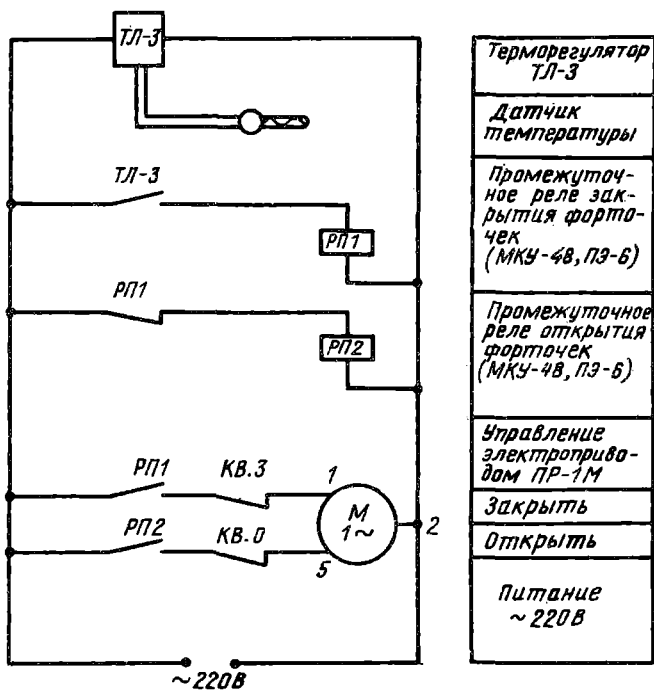 ТЛ-3
ТЛ-3
РП1
РП1
РП2
РП1
КВ.З
1
М
1~
2
РП2
КВ.О
5
~220В
Терморегулятор
ТЛ-3
Датчик
температуры
Промежуточ-
ное реле зак-
рытия форто-
чек
(МКУ-48, ПЭ-6)
Промежуточное
реле открытия
форточек
(МКУ-48, ПЭ-6)
Управление
электроприво-
дом ПР-1М
Закрыть
Открыть
Питание
~220В